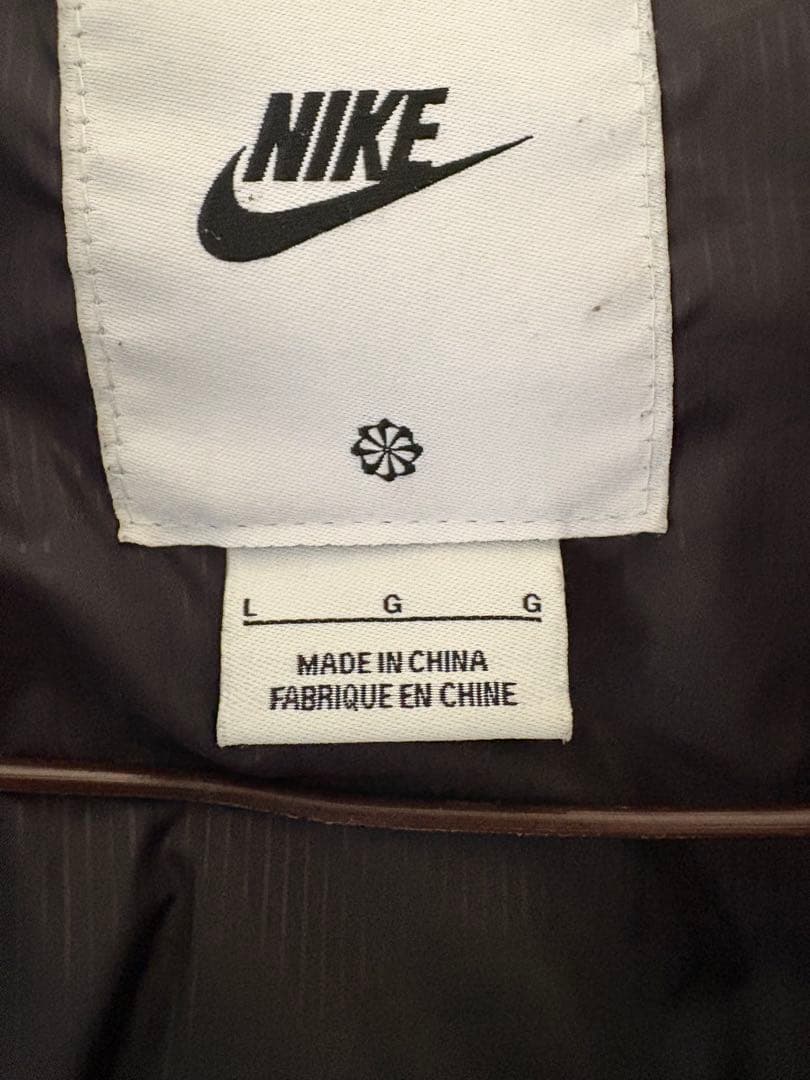 NIKE
L G G
MADE IN CHINA
FABRIQUE EN CHINE